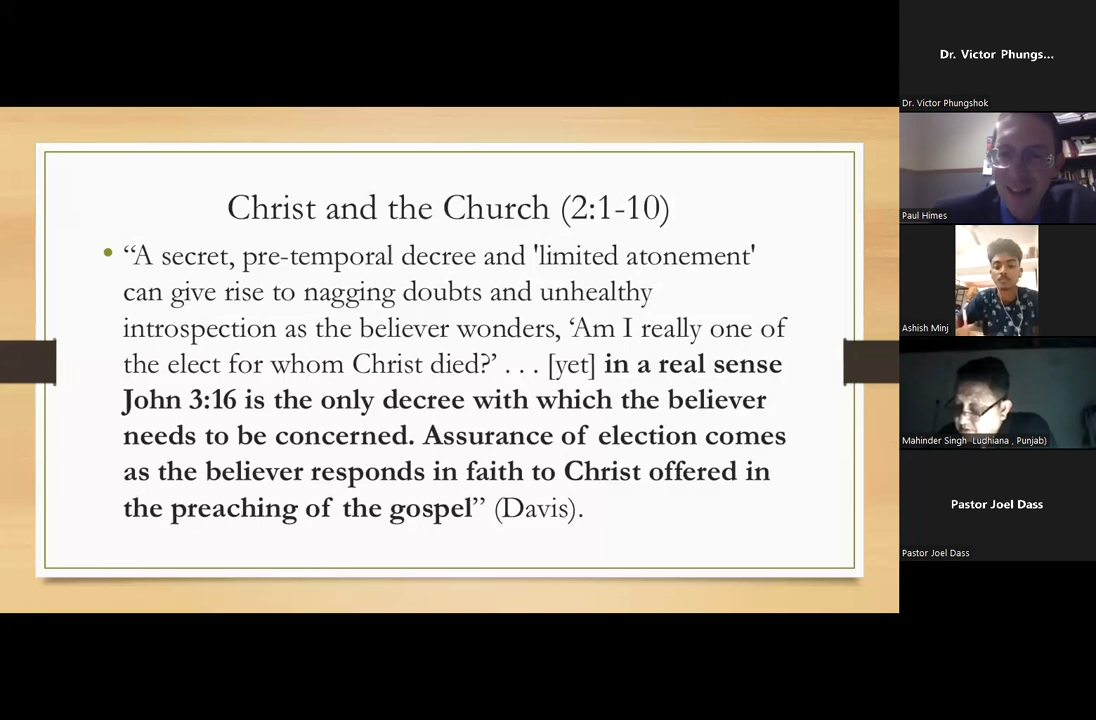 Christ and the Church (2:1-10)
• “A secret, pre-temporal decree and 'limited atonement'
can give rise to nagging doubts and unhealthy
introspection as the believer wonders, ‘Am I really one of
the elect for whom Christ died?’ . . . [yet] in a real sense
John 3:16 is the only decree with which the believer
needs to be concerned. Assurance of election comes
as the believer responds in faith to Christ offered in
the preaching of the gospel” (Davis).
Dr. Victor Phungs...
Dr. Victor Phungshok
Paul Himes
Ashish Minj
Mahinder Singh Ludhiana , Punjab)
Pastor Joel Dass
Pastor Joel Dass